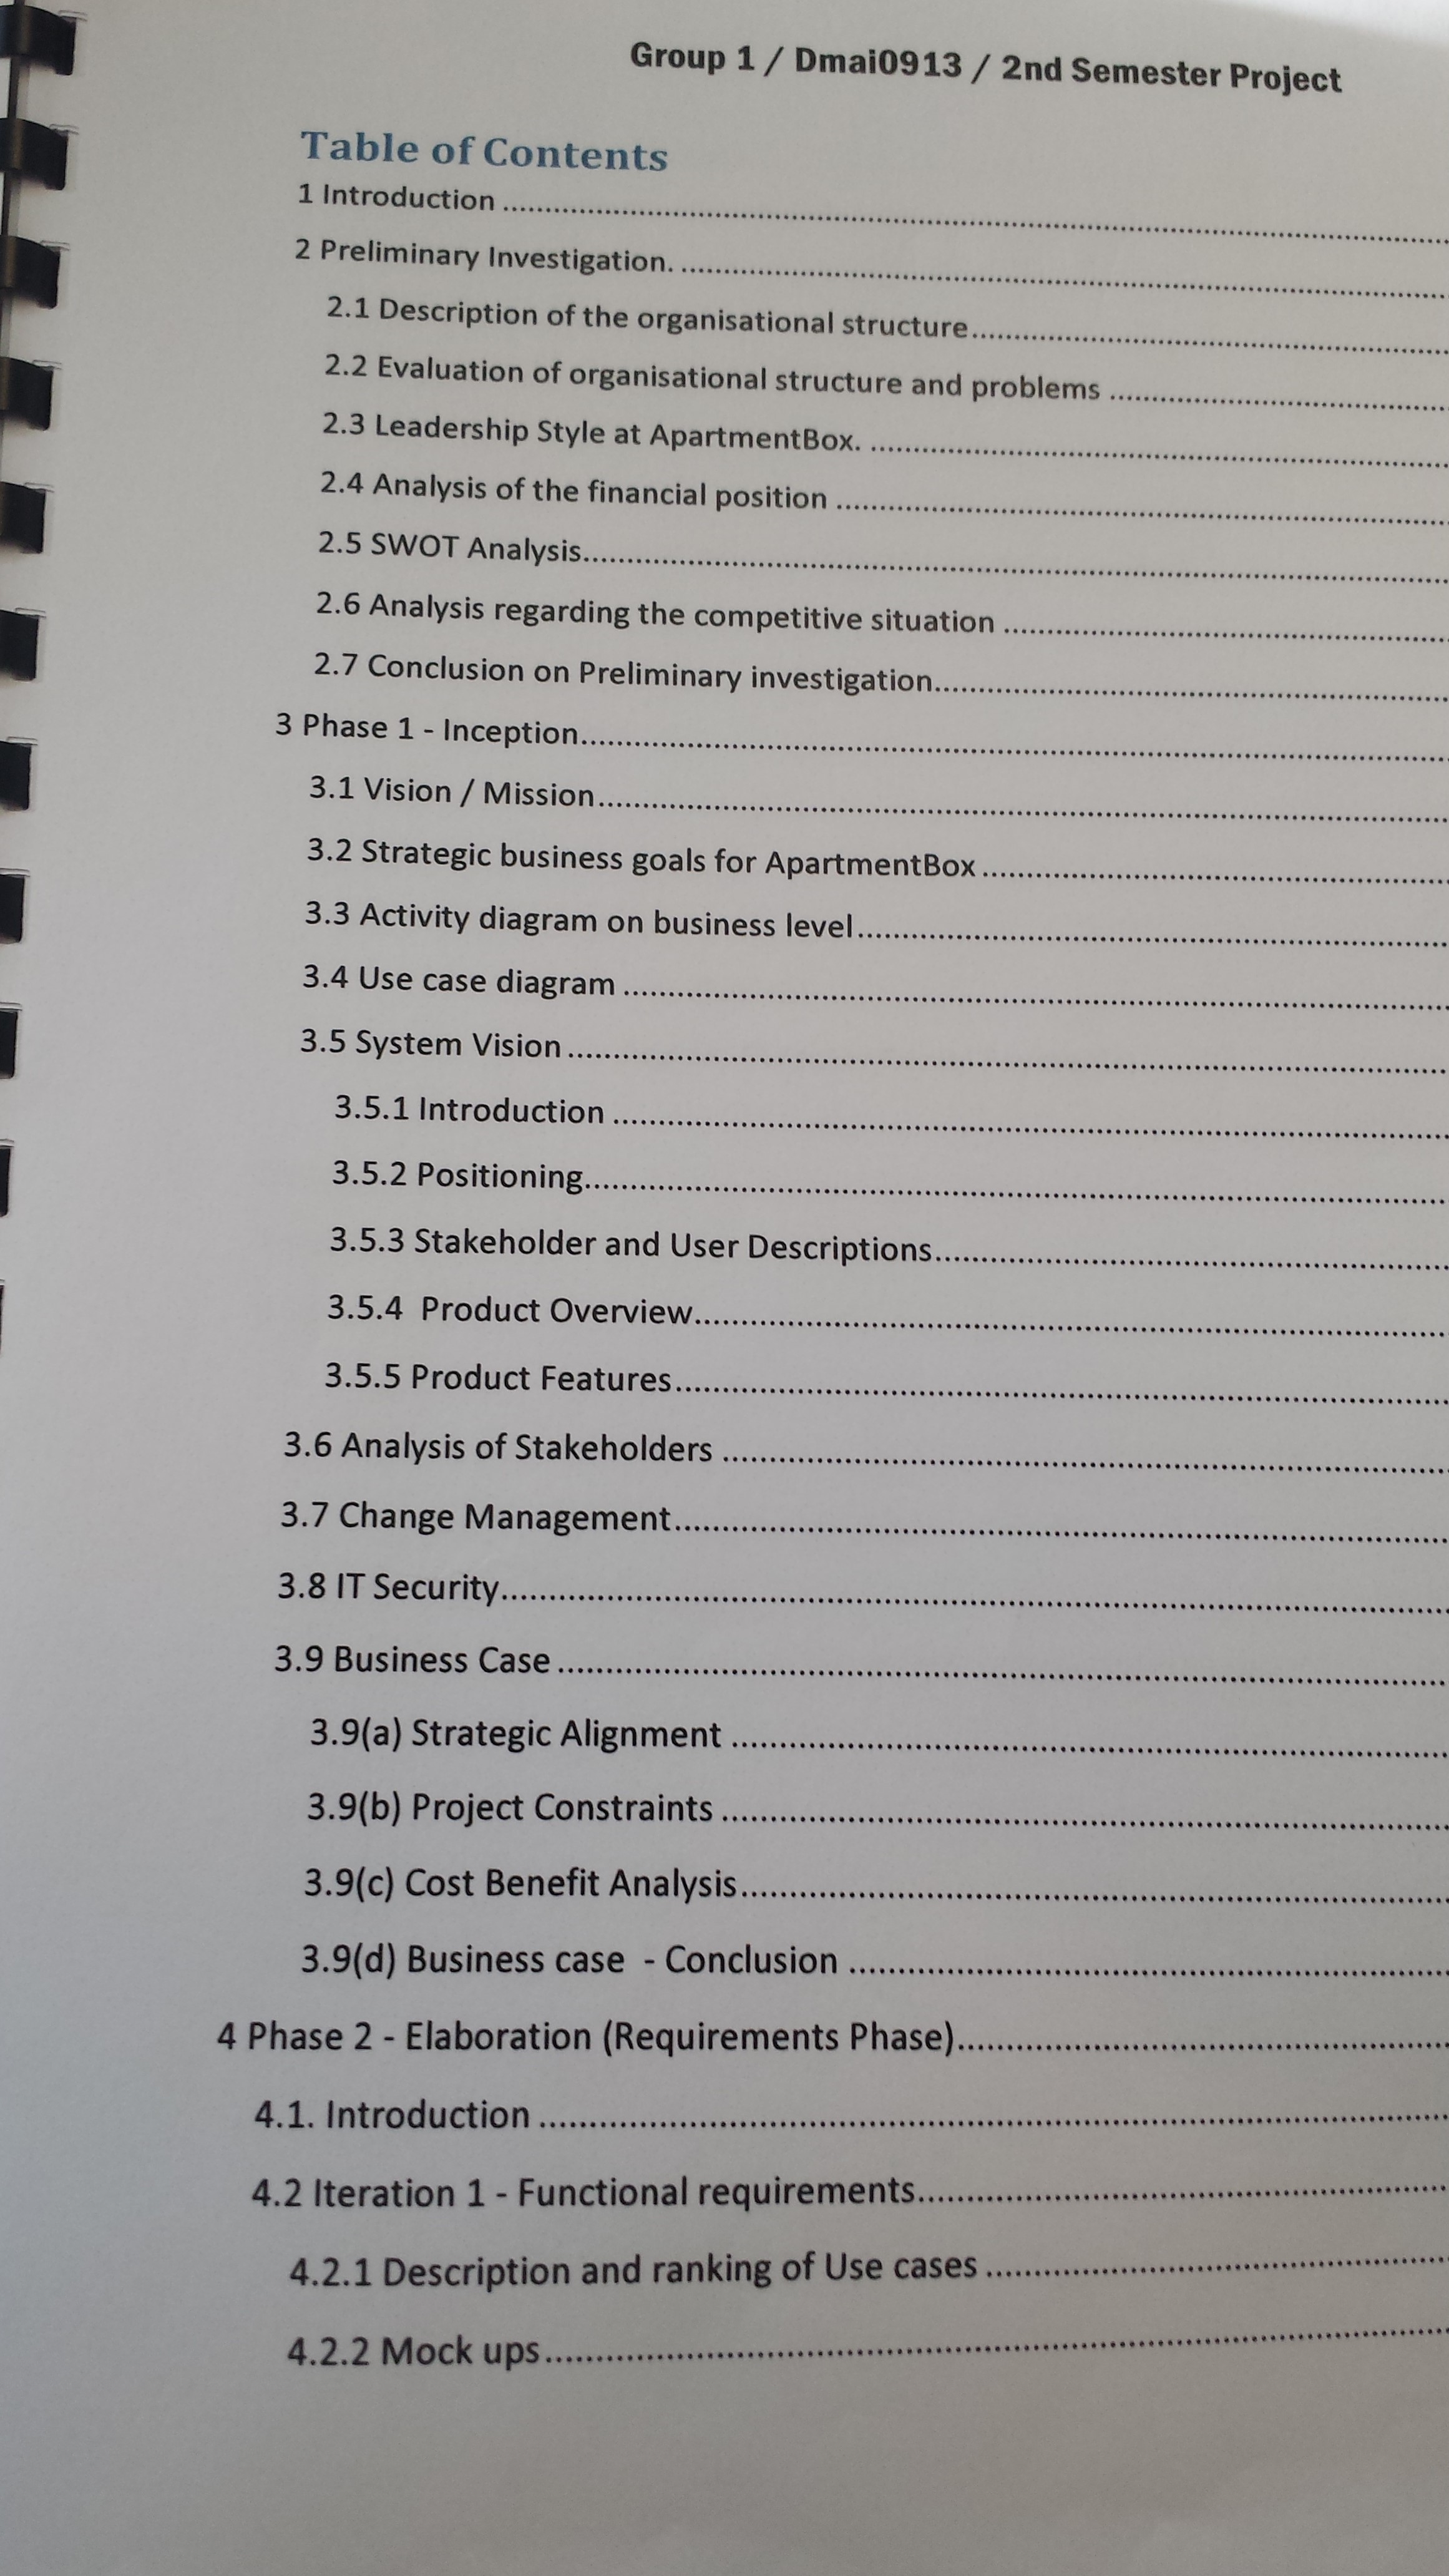 Group 1 / Dmai0913 / 2nd Semester Project
Table of Contents
1 Introduction
2 Preliminary Investigation.
2.1 Description of the organisational structure
2.2 Evaluation of organisational structure and problems
2.3 Leadership Style at ApartmentBox.
2.4 Analysis of the financial position
2.5 SWOT Analysis
2.6 Analysis regarding the competitive situation
2.7 Conclusion on Preliminary investigation
3 Phase 1 - Inception
3.1 Vision / Mission
3.2 Strategic business goals for ApartmentBox
3.3 Activity diagram on business level
3.4 Use case diagram
3.5 System Vision
3.5.1 Introduction
3.5.2 Positioning
3.5.3 Stakeholder and User Descriptions
3.5.4  Product Overview
3.5.5 Product Features
3.6 Analysis of Stakeholders
3.7 Change Management
3.8 IT Security
3.9 Business Case
3.9(a) Strategic Alignment
3.9(b) Project Constraints
3.9(c) Cost Benefit Analysis
3.9(d) Business case  - Conclusion
4 Phase 2 - Elaboration (Requirements Phase)
4.1. Introduction
4.2 Iteration 1 - Functional requirements
4.2.1 Description and ranking of Use cases
4.2.2 Mock ups